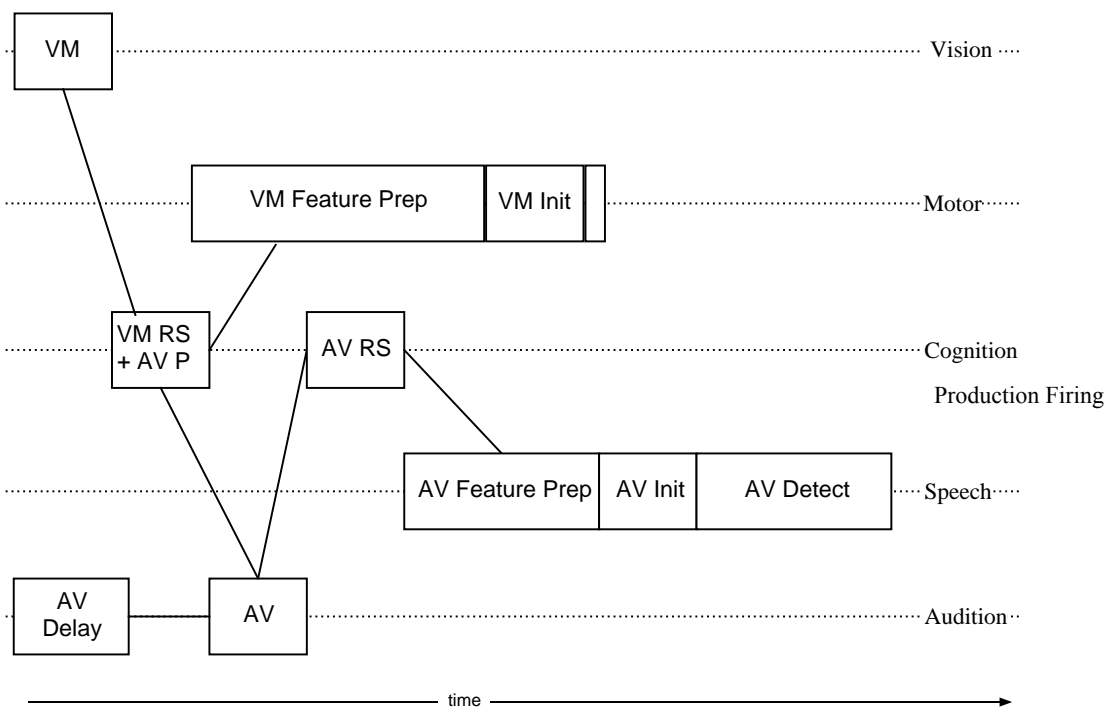 VM
Vision
VM Feature Prep
VM Init
Motor
VM RS
+ AV P
AV RS
Cognition
Production Firing
AV Feature Prep
AV Init
AV Detect
Speech
AV
Delay
AV
Audition
time